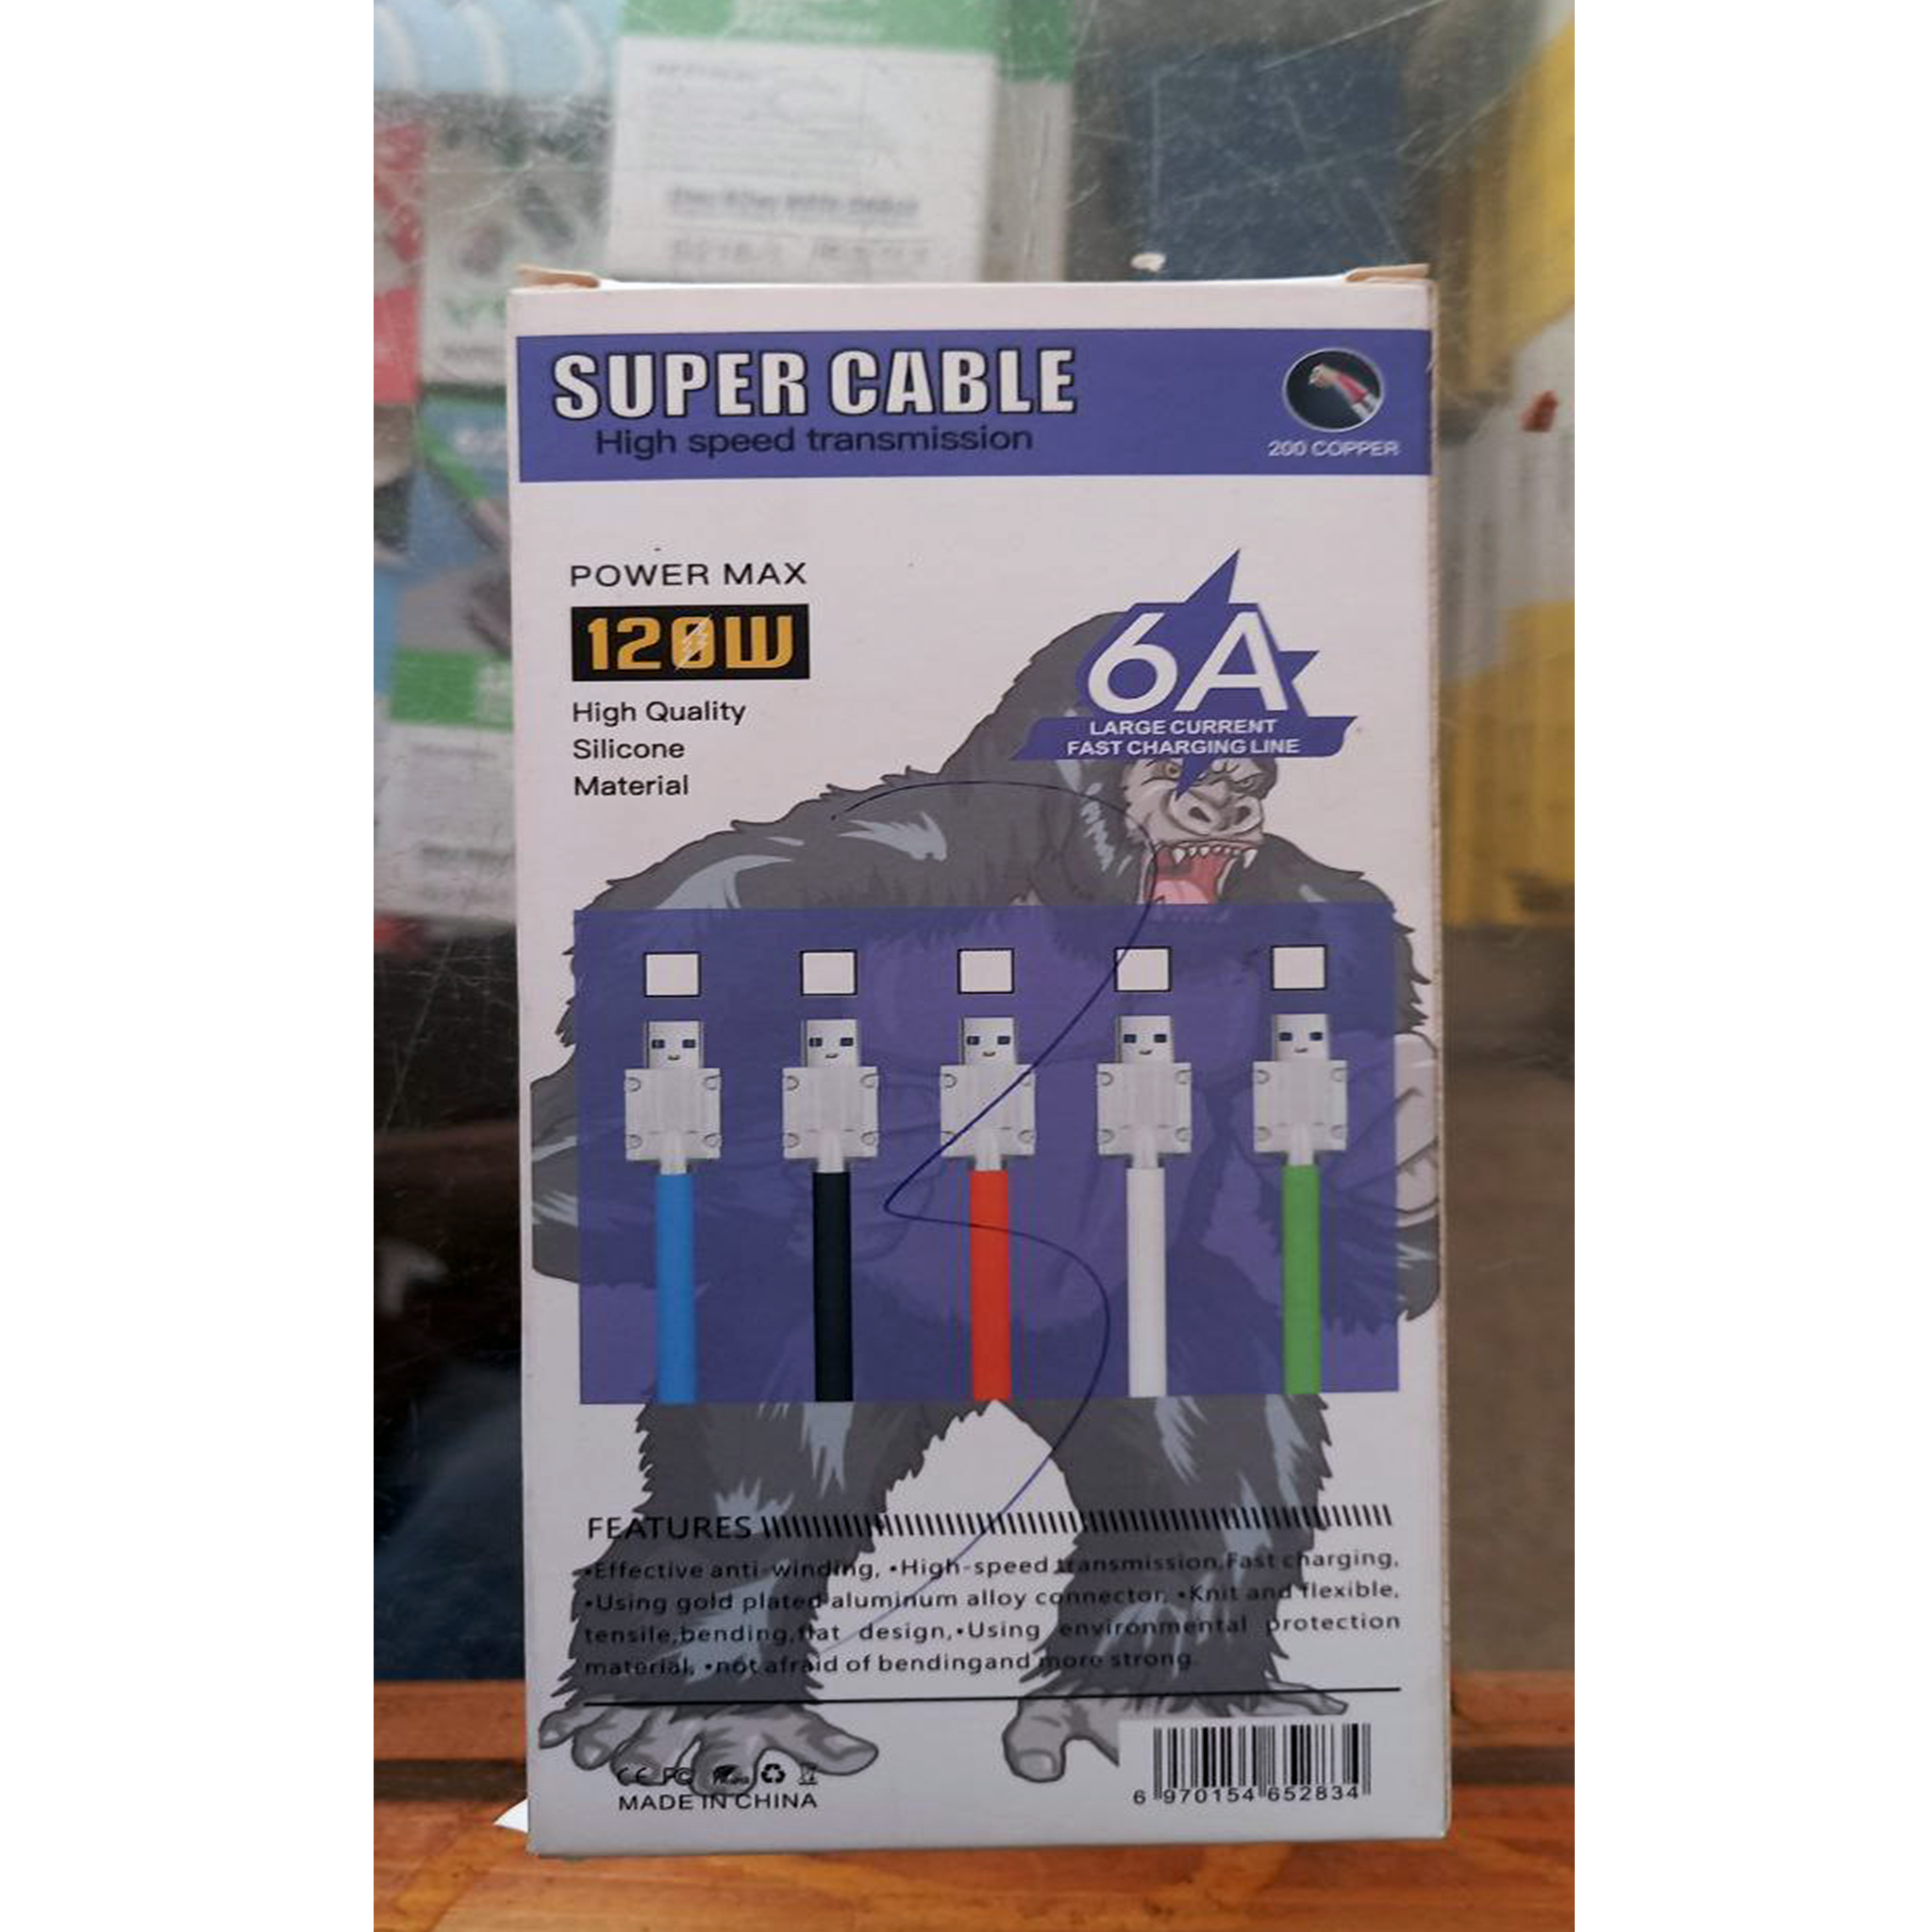 SUPER CABLE
High speed transmission
200 COPPER
POWER MAX
120W
High Quality
Silicone
Material
6A
LARGE CURRENT
FAST CHARGING LINE
FEATURES
•Effective anti-winding, •High-speed transmission,Fast charging,
•Using gold plated aluminum alloy connector, •Knit and flexible,
tensile,bending,flat design,•Using environmental protection
material, •not afraid of bendingand more strong.
CE FC
MADE IN CHINA
6 970154 652834